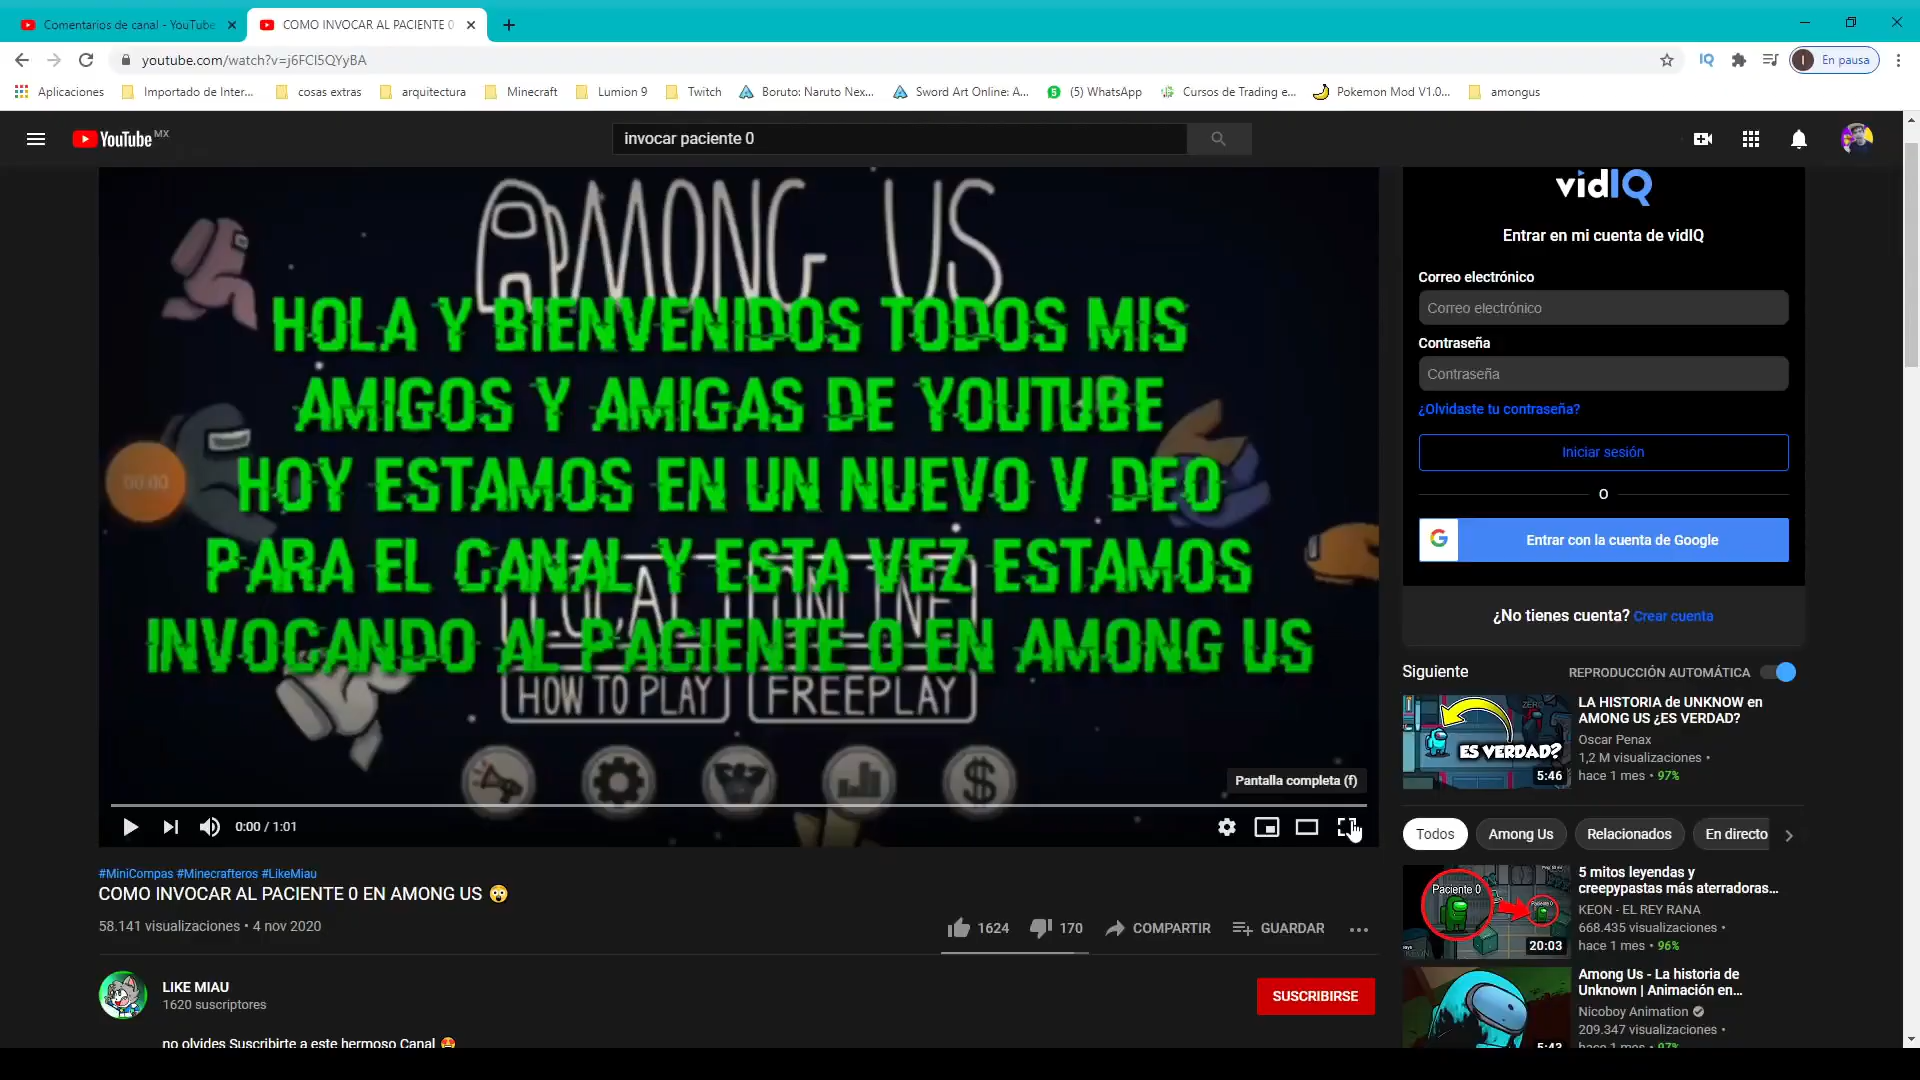 Comentarios de canal - YouTube
COMO INVOCAR AL PACIENTE 0
youtube.com/watch?v=j6FCI5QYyBA
IQ
I
En pausa
Aplicaciones
Importado de Inter...
cosas extras
arquitectura
Minecraft
Lumion 9
Twitch
Boruto: Naruto Nex...
Sword Art Online: A...
(5) WhatsApp
Cursos de Trading e...
Pokemon Mod V1.0...
amongus
YouTube MX
invocar paciente 0
AMONG US
HOLA Y BIENVENIDOS TODOS MIS
AMIGOS Y AMIGAS DE YOUTUBE
HOY ESTAMOS EN UN NUEVO V DEO
PARA EL CANAL Y ESTA VEZ ESTAMOS
INVOCANDO AL PACIENTE 0 EN AMONG US
00:00
LOCAL
ONLINE
HOW TO PLAY
FREEPLAY
Pantalla completa (f)
0:00 / 1:01
#MiniCompas #Minecrafteros #LikeMiau
COMO INVOCAR AL PACIENTE 0 EN AMONG US
58.141 visualizaciones • 4 nov 2020
1624
170
COMPARTIR
GUARDAR
LIKE MIAU
1620 suscriptores
SUSCRIBIRSE
no olvides Suscribirte a este hermoso Canal
vidIQ
Entrar en mi cuenta de vidIQ
Correo electrónico
Correo electrónico
Contraseña
Contraseña
¿Olvidaste tu contraseña?
Iniciar sesión
O
Entrar con la cuenta de Google
¿No tienes cuenta? Crear cuenta
Siguiente
REPRODUCCIÓN AUTOMÁTICA
ES VERDAD?
5:46
LA HISTORIA de UNKNOW en
AMONG US ¿ES VERDAD?
Oscar Penax
1,2 M visualizaciones •
hace 1 mes • 97%
Todos
Among Us
Relacionados
En directo
Paciente 0
20:03
5 mitos leyendas y
creepypastas más aterradoras...
KEON - EL REY RANA
668.435 visualizaciones •
hace 1 mes • 96%
5:43
Among Us - La historia de
Unknown | Animación en...
Nicoboy Animation
209.347 visualizaciones •
hace 1 mes • 97%